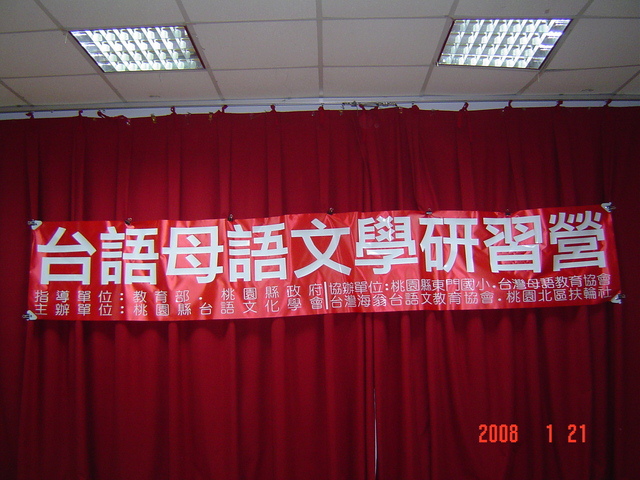 台語母語文學研習營
指導單位：教育部．桃園縣政府 協辦單位：桃園縣東門國小．台灣母語教育協會
主辦單位：桃園縣台語文化學會 台灣海翁台語文教育協會．桃園北區扶輪社
2008 1 21